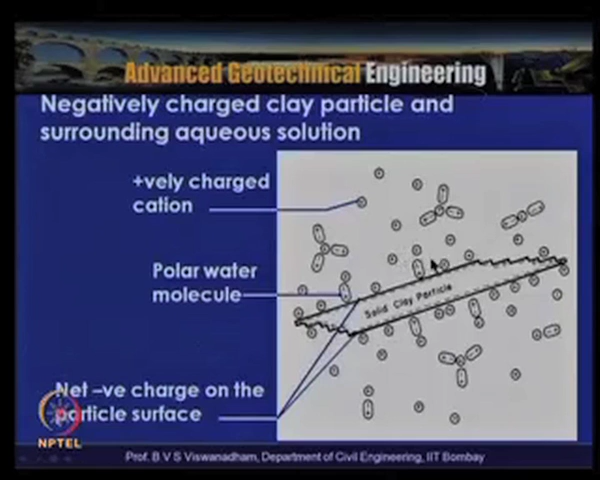 Advanced Geotechnical Engineering
Negatively charged clay particle and
surrounding aqueous solution
+vely charged
cation
Polar water
molecule
Solid Clay Particle
Net –ve charge on the
particle surface
NPTEL
Prof. B V S Viswanadham, Department of Civil Engineering, IIT Bombay